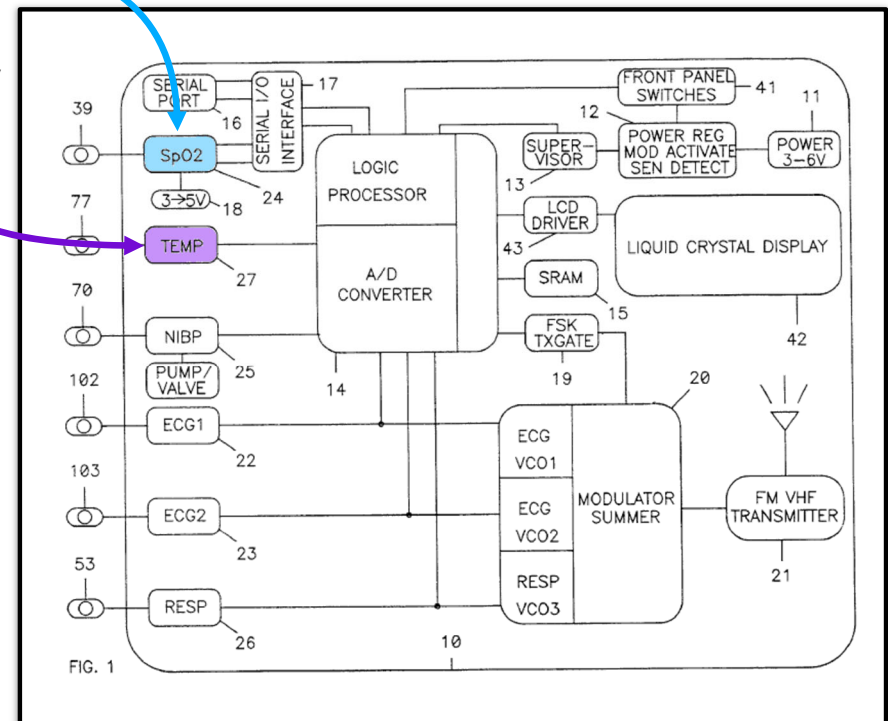 SERIAL
PORT
16
SERIAL I/O
INTERFACE
17
FRONT PANEL
SWITCHES
41
11
12
39
SpO2
24
3→5V
18
LOGIC
PROCESSOR
SUPER-
VISOR
13
POWER REG
MOD ACTIVATE
SEN DETECT
POWER
3-6V
77
TEMP
27
A/D
CONVERTER
14
LCD
DRIVER
43
LIQUID CRYSTAL DISPLAY
42
SRAM
15
70
NIBP
25
PUMP/
VALVE
FSK
TXGATE
19
20
102
ECG1
22
ECG
VCO1
103
ECG2
23
ECG
VCO2
MODULATOR
SUMMER
FM VHF
TRANSMITTER
21
53
RESP
26
RESP
VCO3
10
FIG. 1